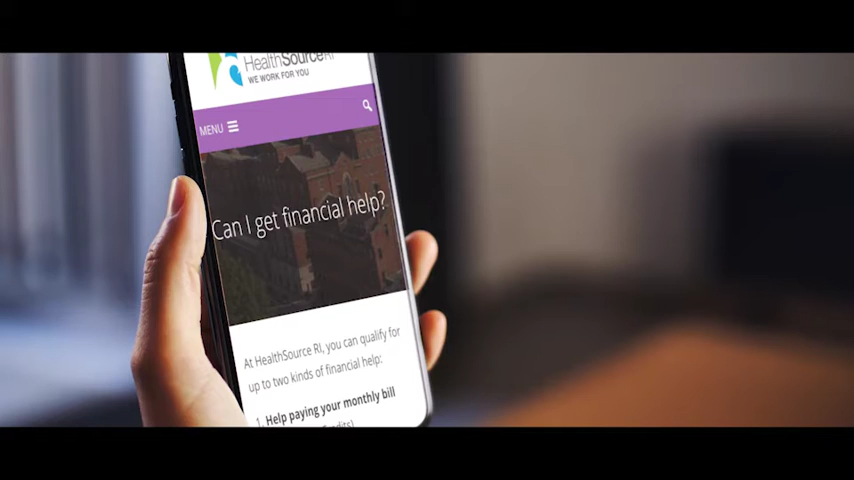 HealthSourceRI
WE WORK FOR YOU
MENU
Can I get financial help?
At HealthSource RI, you can qualify for
up to two kinds of financial help:
1. Help paying your monthly bill